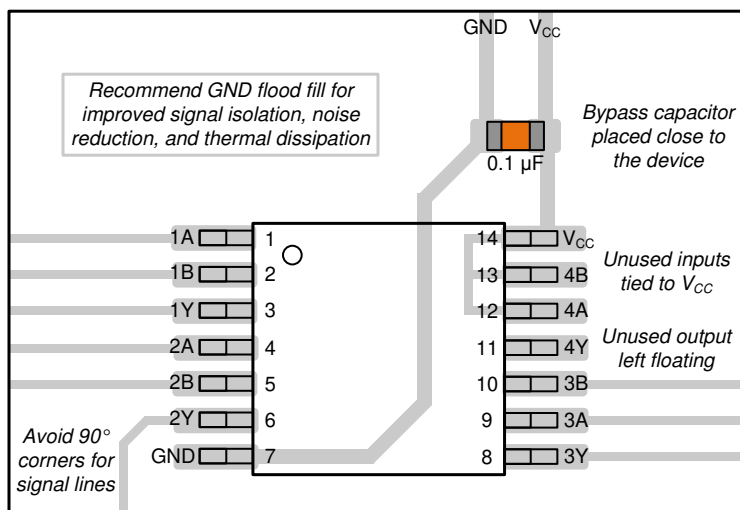 GND VCC
Recommend GND flood fill for
improved signal isolation, noise
reduction, and thermal dissipation
Bypass capacitor
placed close to
the device
0.1 µF
1A 1 14 VCC
1B 2 13 4B
1Y 3 12 4A
2A 4 11 4Y
2B 5 10 3B
2Y 6 9 3A
GND 7 8 3Y
Unused inputs
tied to VCC
Unused output
left floating
Avoid 90°
corners for
signal lines